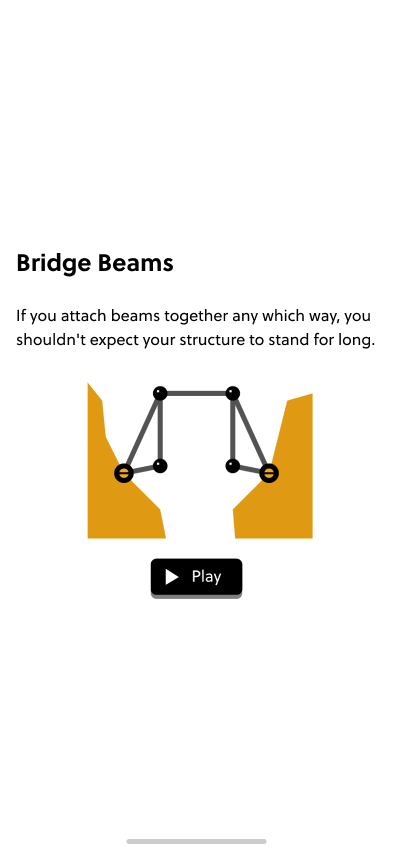 Bridge Beams
If you attach beams together any which way, you
shouldn't expect your structure to stand for long.
Play